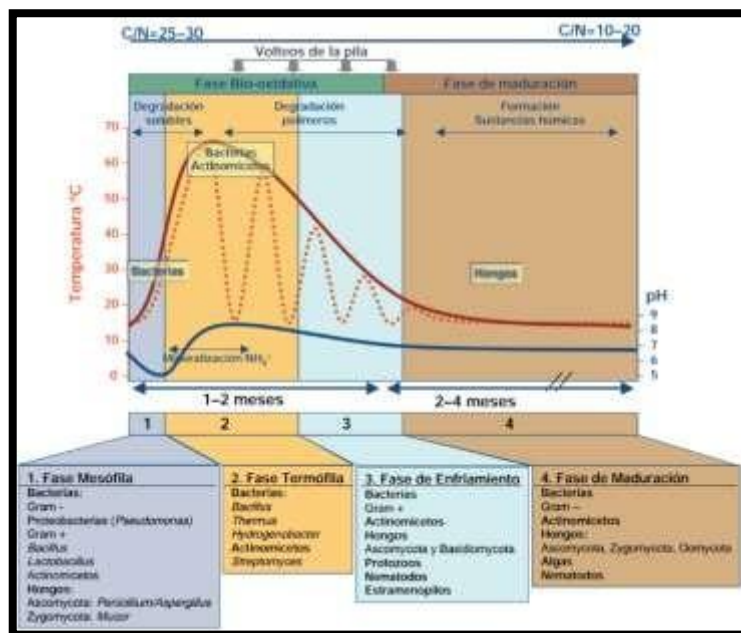 C/N=25–30
C/N=10–20
Volteos de la pila
Fase Bio-oxidativa
Fase de maduración
Degradación
solubles
Degradación
polímeros
Formación
Sustancias húmicas
Temperatura °C
70
60
50
40
30
20
10
0
Bacterias
Actinomicetos
Bacterias
Hongos
pH
9
8
7
6
5
Mineralización NH₄⁺
1–2 meses
2–4 meses
1
2
3
4
1. Fase Mesófila
Bacterias:
Gram -
Proteobacterias (Pseudomonas)
Gram +
Bacillus
Lactobacillus
Actinomicetos
Hongos:
Ascomycota: Penicillium/Aspergillus
Zygomycota: Mucor
2. Fase Termófila
Bacterias:
Bacillus
Thermus
Hydrogenobacter
Actinomicetos
Streptomyces
3. Fase de Enfriamiento
Bacterias
Gram +
Actinomicetos
Hongos
Ascomycota y Basidiomycota
Protozoos
Nematodos
Estramenopilos
4. Fase de Maduración
Bacterias
Gram –
Actinomicetos
Hongos:
Ascomycota, Zygomycota, Oomycota
Algas
Nematodos